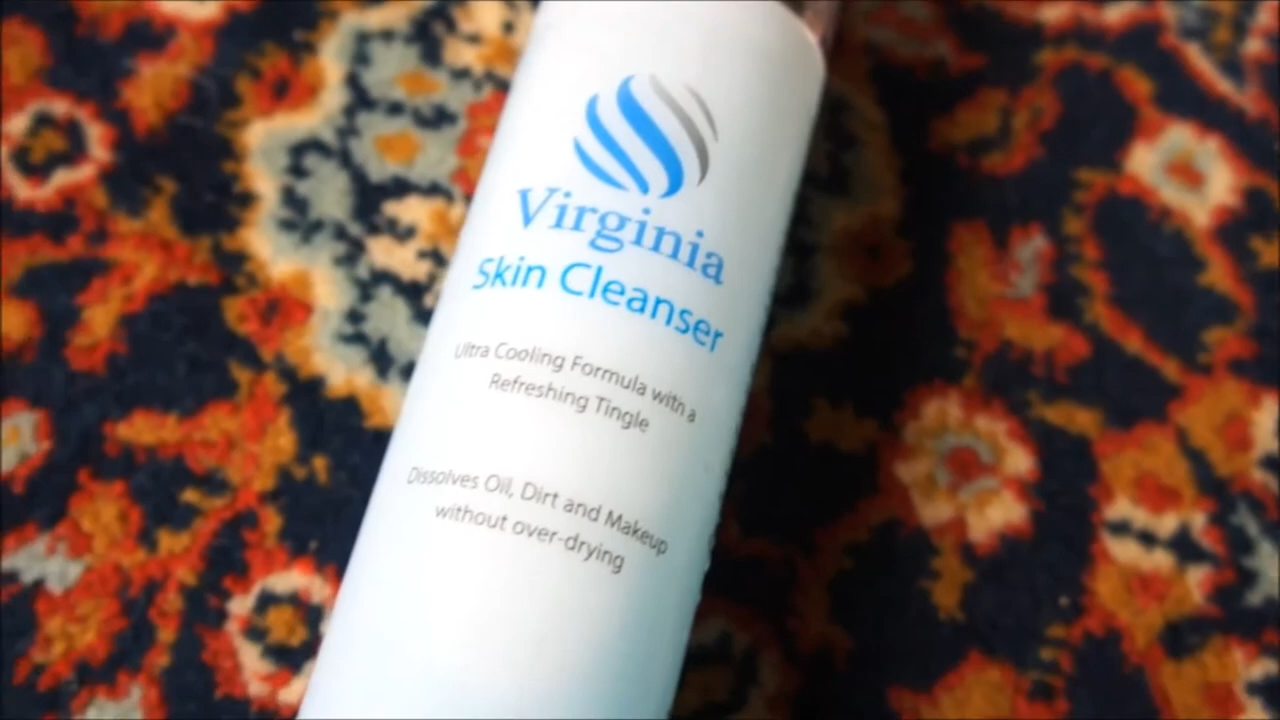 Virginia
Skin Cleanser
Ultra Cooling Formula with a
Refreshing Tingle
Dissolves Oil, Dirt and Makeup
without over-drying